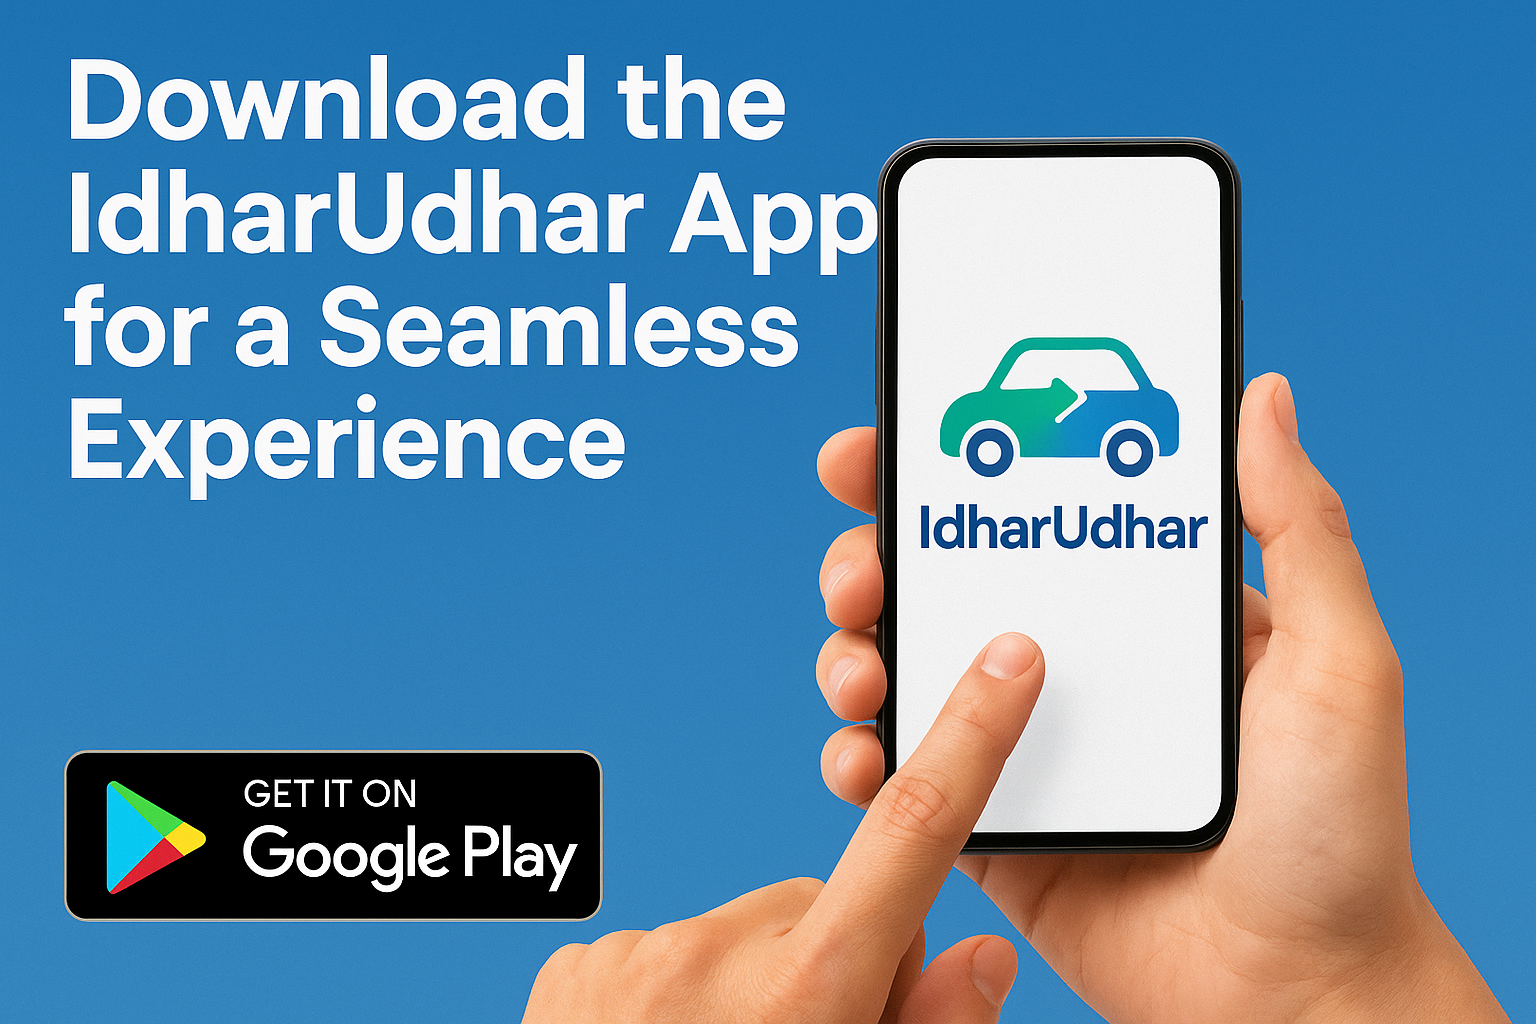 Download the
IdharUdhar App
for a Seamless
Experience
IdharUdhar
GET IT ON
Google Play